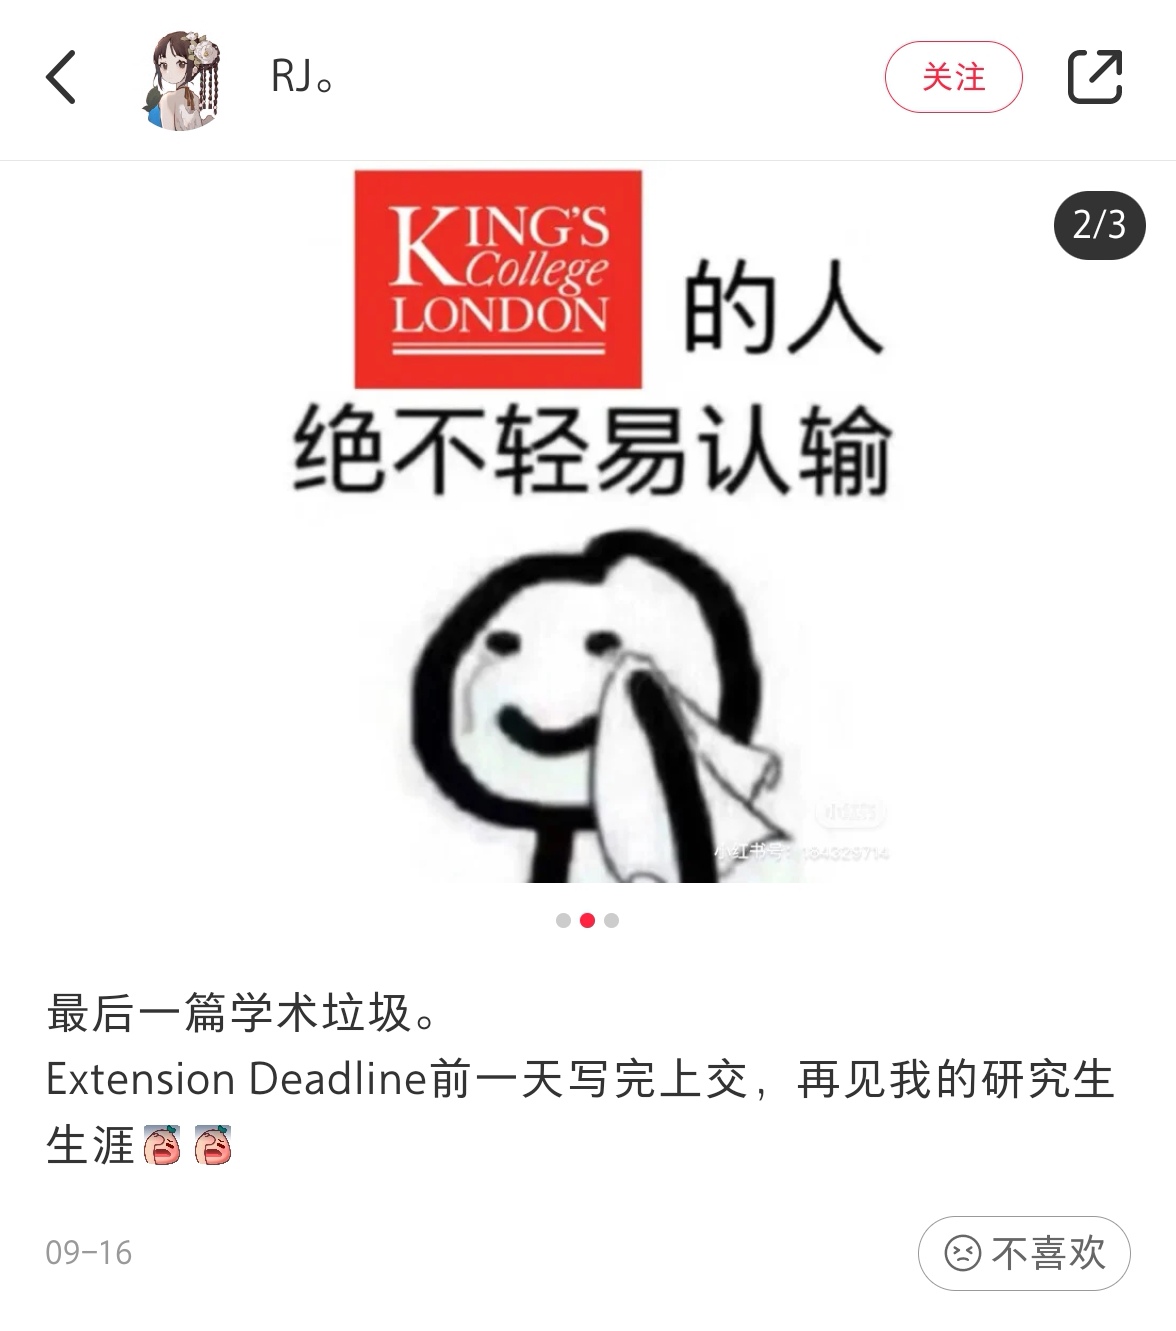 RJ。
关注
KING'S
College
LONDON
的人
2/3
绝不轻易认输
小红书
小红书号：184329714
最后一篇学术垃圾。
Extension Deadline前一天写完上交，再见我的研究生
生涯
09-16
不喜欢